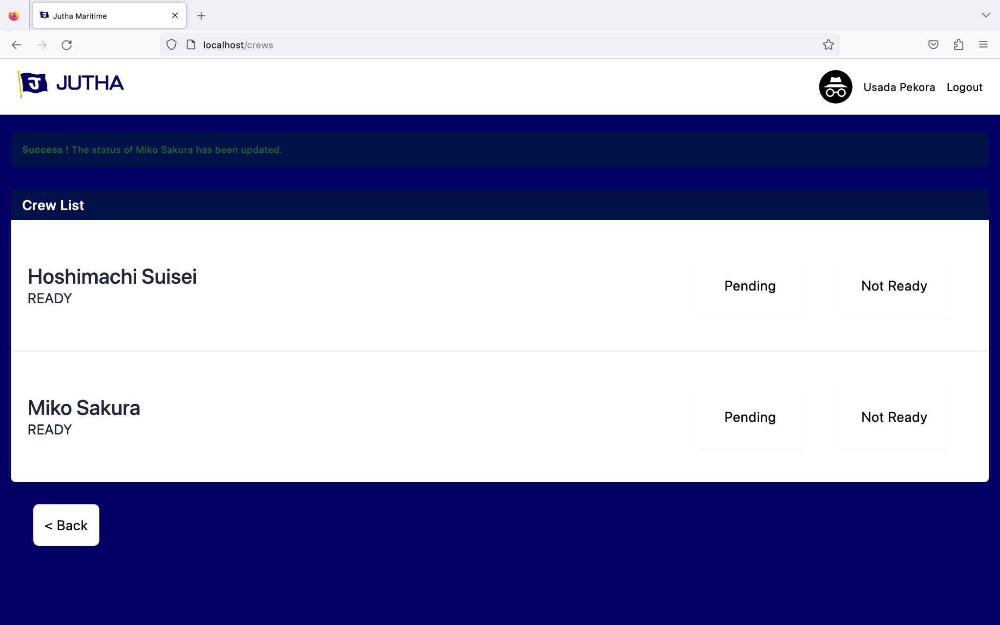 Jutha Maritime
localhost/crews
J JUTHA
Usada Pekora Logout
Success ! The status of Miko Sakura has been updated.
Crew List
Hoshimachi Suisei
READY
Pending
Not Ready
Miko Sakura
READY
Pending
Not Ready
< Back